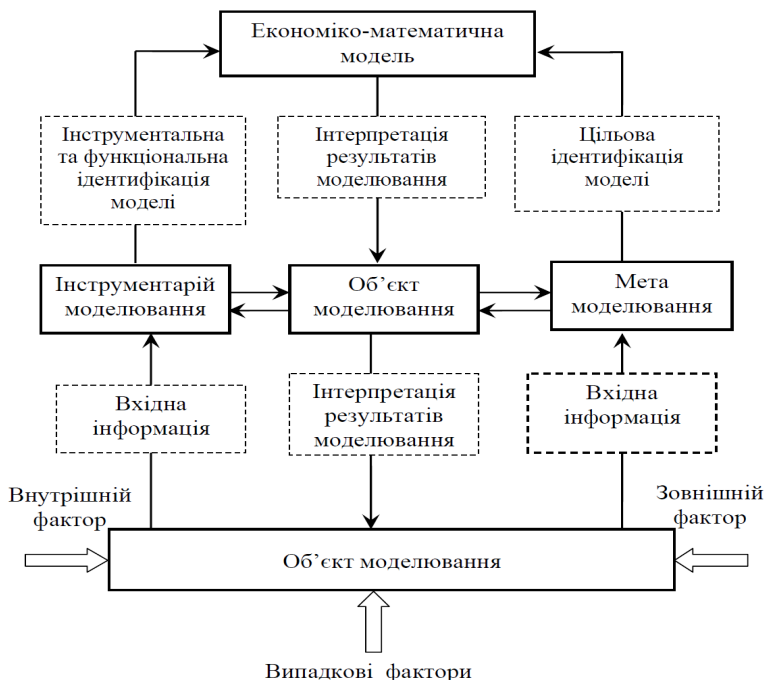 Економіко-математична
модель
Інструментальна
та функціональна
ідентифікація
моделі
Інтерпретація
результатів
моделювання
Цільова
ідентифікація
моделі
Інструментарій
моделювання
Об’єкт
моделювання
Мета
моделювання
Вхідна
інформація
Інтерпретація
результатів
моделювання
Вхідна
інформація
Внутрішній
фактор
Зовнішній
фактор
Об’єкт моделювання
Випадкові фактори